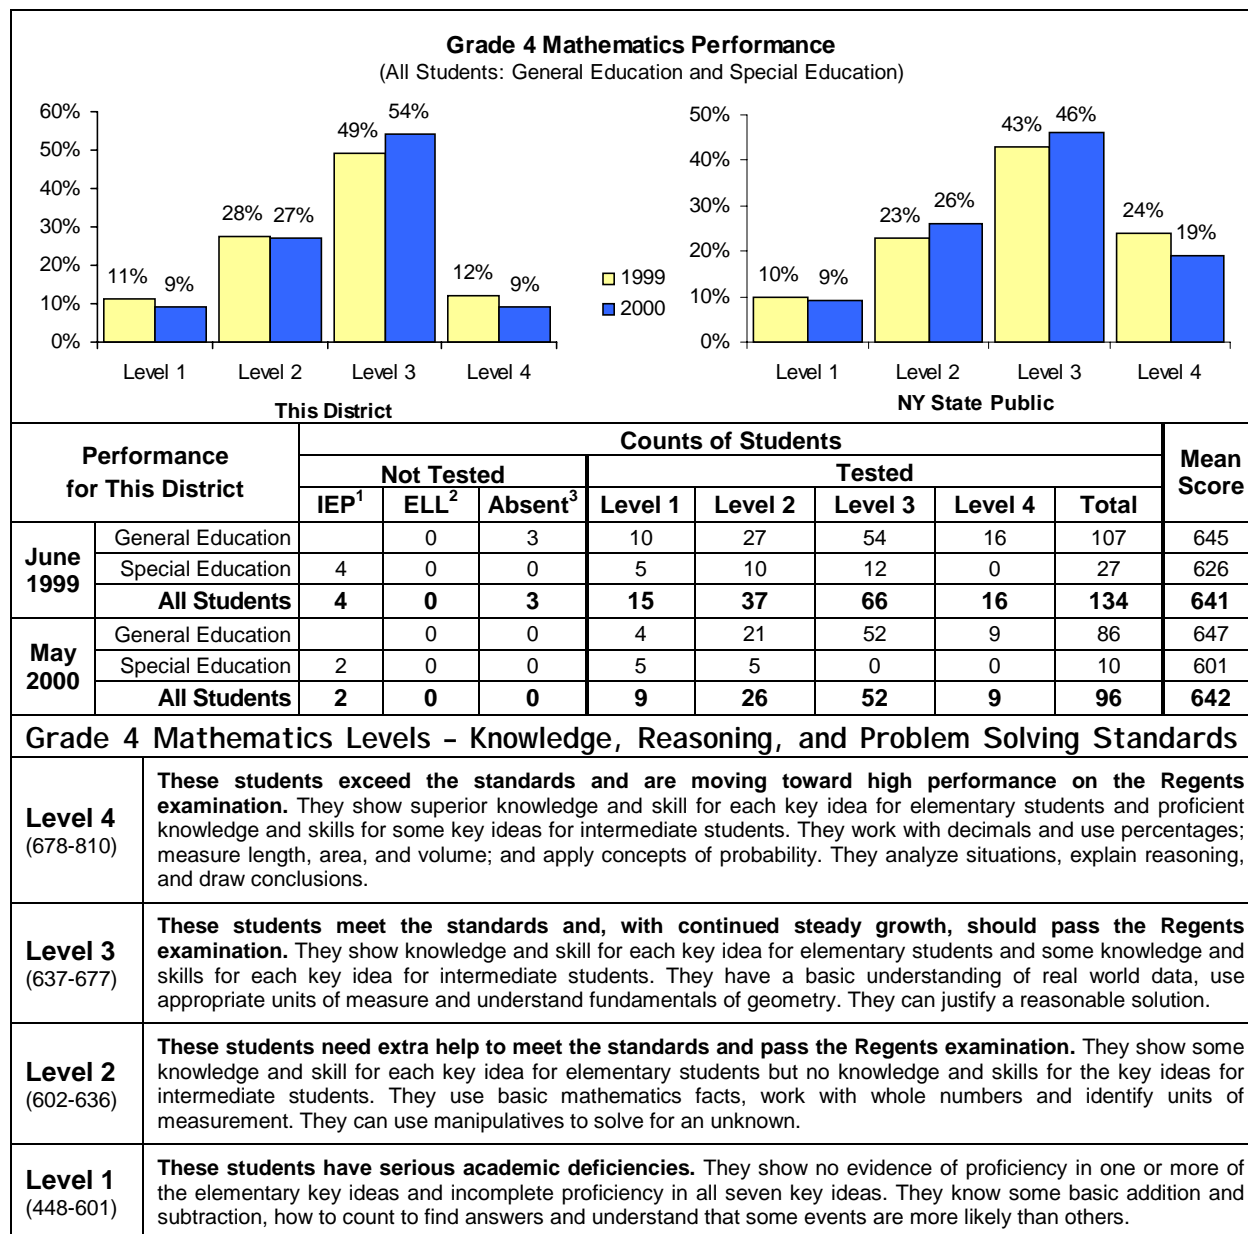 Grade 4 Mathematics Performance
(All Students: General Education and Special Education)
60%
50%
40%
30%
20%
10%
0%
11% 9% 28% 27% 49% 54% 12% 9%
Level 1 Level 2 Level 3 Level 4
This District
1999
2000
50%
40%
30%
20%
10%
0%
10% 9% 23% 26% 43% 46% 24% 19%
Level 1 Level 2 Level 3 Level 4
NY State Public
Performance for This District
Counts of Students
Mean Score
Not Tested Tested
IEP1 ELL2 Absent3 Level 1 Level 2 Level 3 Level 4 Total
June 1999
General Education 0 3 10 27 54 16 107 645
Special Education 4 0 0 5 10 12 0 27 626
All Students 4 0 3 15 37 66 16 134 641
May 2000
General Education 0 0 4 21 52 9 86 647
Special Education 2 0 0 5 5 0 0 10 601
All Students 2 0 0 9 26 52 9 96 642
Grade 4 Mathematics Levels – Knowledge, Reasoning, and Problem Solving Standards
Level 4
(678-810)
These students exceed the standards and are moving toward high performance on the Regents
examination. They show superior knowledge and skill for each key idea for elementary students and proficient
knowledge and skills for some key ideas for intermediate students. They work with decimals and use percentages;
measure length, area, and volume; and apply concepts of probability. They analyze situations, explain reasoning,
and draw conclusions.
Level 3
(637-677)
These students meet the standards and, with continued steady growth, should pass the Regents
examination. They show knowledge and skill for each key idea for elementary students and some knowledge and
skills for each key idea for intermediate students. They have a basic understanding of real world data, use
appropriate units of measure and understand fundamentals of geometry. They can justify a reasonable solution.
Level 2
(602-636)
These students need extra help to meet the standards and pass the Regents examination. They show some
knowledge and skill for each key idea for elementary students but no knowledge and skills for the key ideas for
intermediate students. They use basic mathematics facts, work with whole numbers and identify units of
measurement. They can use manipulatives to solve for an unknown.
Level 1
(448-601)
These students have serious academic deficiencies. They show no evidence of proficiency in one or more of
the elementary key ideas and incomplete proficiency in all seven key ideas. They know some basic addition and
subtraction, how to count to find answers and understand that some events are more likely than others.